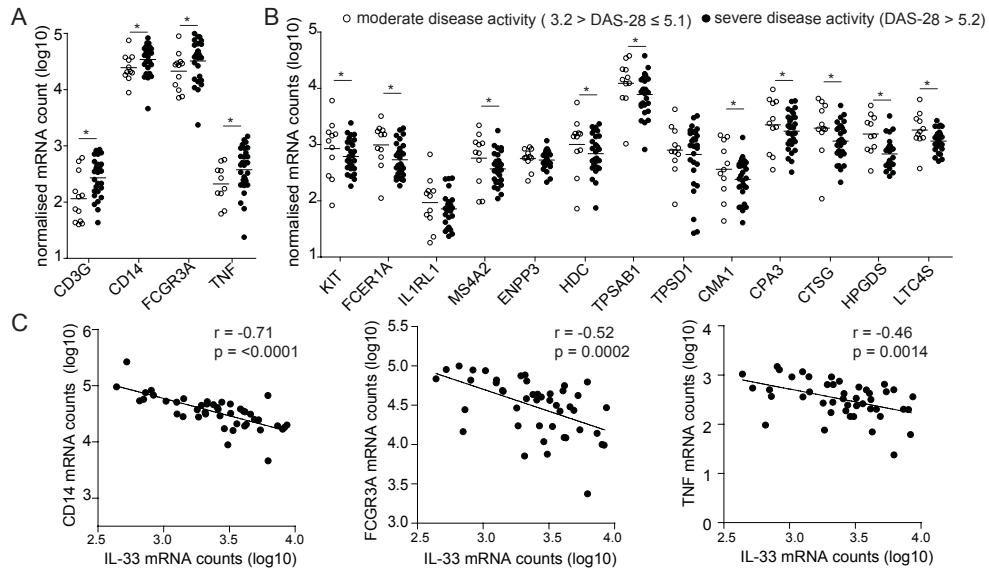 A
B
○ moderate disease activity ( 3.2 > DAS-28 ≤ 5.1)
● severe disease activity (DAS-28 > 5.2)
normalised mRNA count (log10)
5
4
3
2
1
*
*
*
*
CD3G
CD14
FCGR3A
TNF
normalised mRNA counts (log10)
5
4
3
2
1
*
*
*
*
*
*
*
*
*
*
KIT
FCER1A
IL1RL1
MS4A2
ENPP3
HDC
TPSAB1
TPSD1
CMA1
CPA3
CTSG
HPGDS
LTC4S
C
CD14 mRNA counts (log10)
6
5
4
3
r = -0.71
p = <0.0001
2.5
3.0
3.5
4.0
IL-33 mRNA counts (log10)
FCGR3A mRNA counts (log10)
5.5
5.0
4.5
4.0
3.5
3.0
r = -0.52
p = 0.0002
2.5
3.0
3.5
4.0
IL-33 mRNA counts (log10)
TNF mRNA counts (log10)
4
3
2
1
0
r = -0.46
p = 0.0014
2.5
3.0
3.5
4.0
IL-33 mRNA counts (log10)